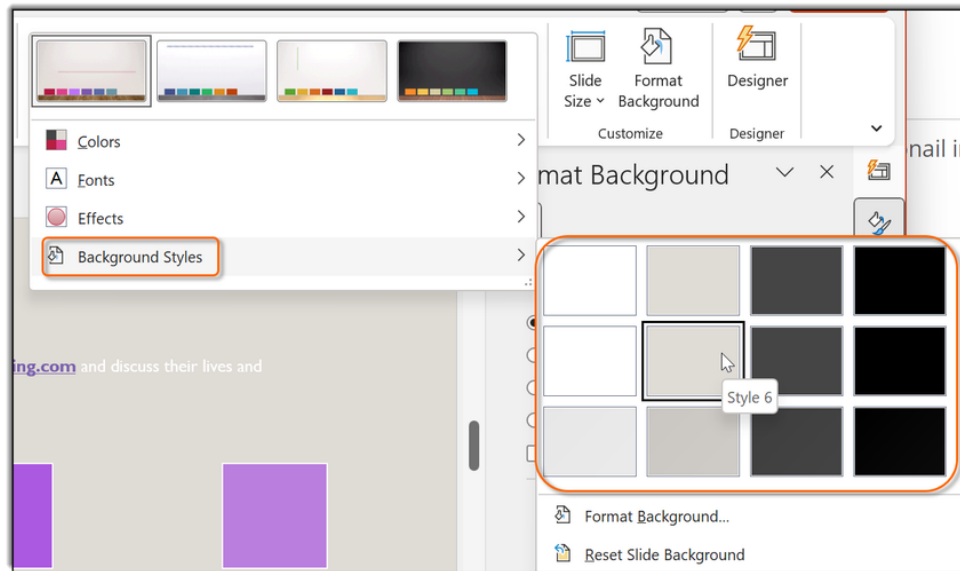 Slide
Size
Format
Background
Designer
Customize
Designer
Colors
Fonts
Effects
Background Styles
mat Background
nail i
ing.com and discuss their lives and
Style 6
Format Background...
Reset Slide Background